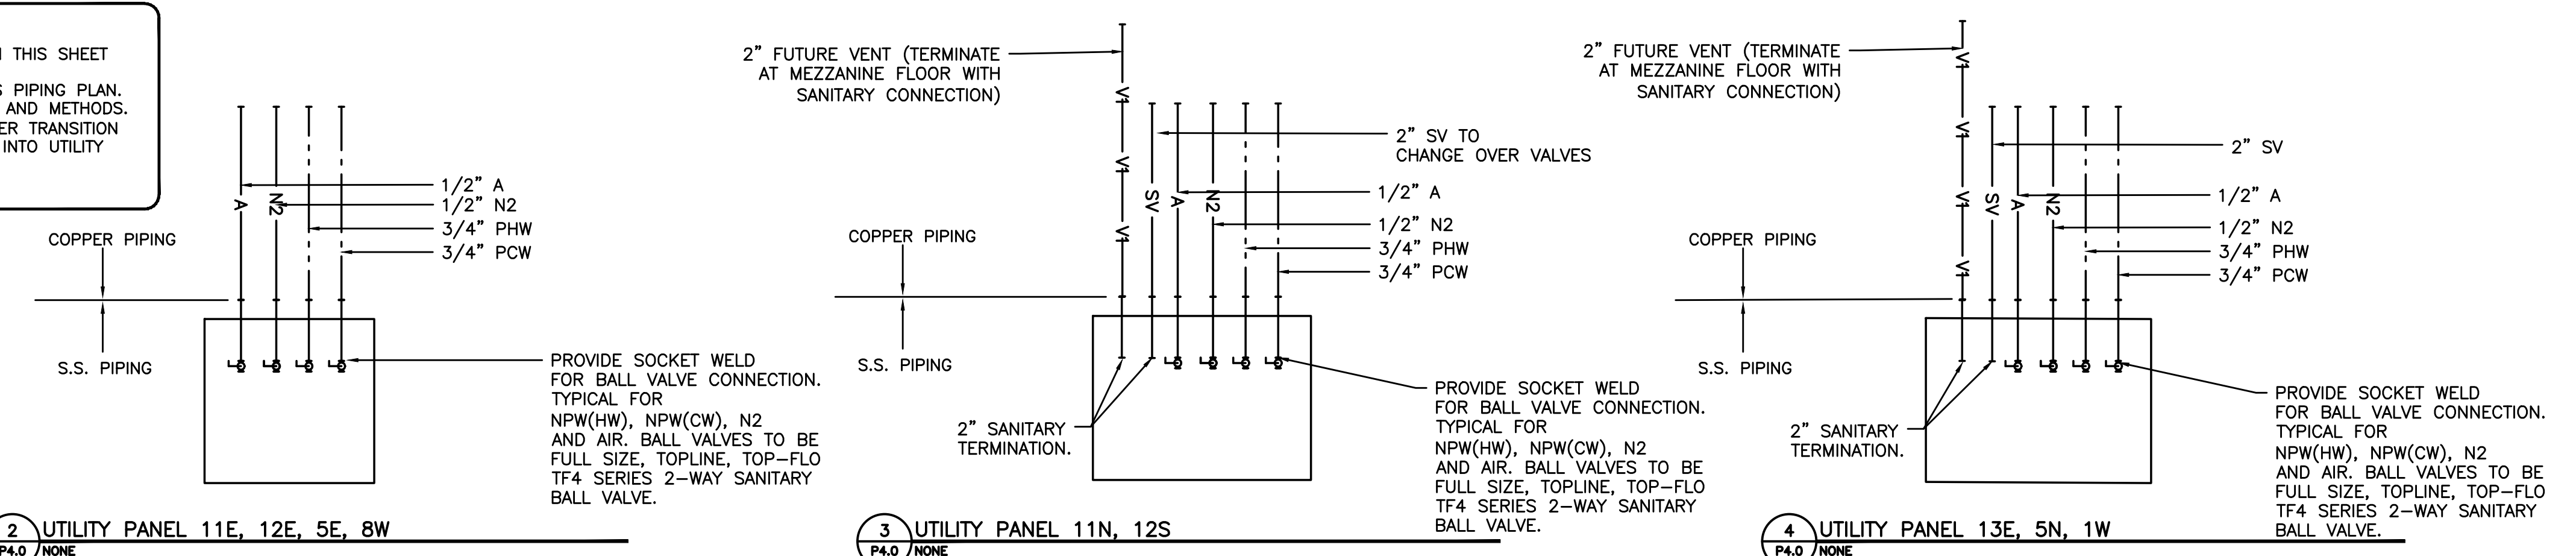 THIS SHEET
PIPING PLAN.
AND METHODS.
TRANSITION
INTO UTILITY
1/2" A
1/2" N2
3/4" PHW
3/4" PCW
A
N2
COPPER PIPING
S.S. PIPING
PROVIDE SOCKET WELD
FOR BALL VALVE CONNECTION.
TYPICAL FOR
NPW(HW), NPW(CW), N2
AND AIR. BALL VALVES TO BE
FULL SIZE, TOPLINE, TOP-FLO
TF4 SERIES 2-WAY SANITARY
BALL VALVE.
2 UTILITY PANEL 11E, 12E, 5E, 8W
P4.0 NONE
2" FUTURE VENT (TERMINATE
AT MEZZANINE FLOOR WITH
SANITARY CONNECTION)
V1
V1
V1
SV
A
N2
2" SV TO
CHANGE OVER VALVES
1/2" A
1/2" N2
3/4" PHW
3/4" PCW
COPPER PIPING
S.S. PIPING
2" SANITARY
TERMINATION.
PROVIDE SOCKET WELD
FOR BALL VALVE CONNECTION.
TYPICAL FOR
NPW(HW), NPW(CW), N2
AND AIR. BALL VALVES TO BE
FULL SIZE, TOPLINE, TOP-FLO
TF4 SERIES 2-WAY SANITARY
BALL VALVE.
3 UTILITY PANEL 11N, 12S
P4.0 NONE
2" FUTURE VENT (TERMINATE
AT MEZZANINE FLOOR WITH
SANITARY CONNECTION)
V1
V1
V1
V1
SV
A
N2
2" SV
1/2" A
1/2" N2
3/4" PHW
3/4" PCW
COPPER PIPING
S.S. PIPING
2" SANITARY
TERMINATION.
PROVIDE SOCKET WELD
FOR BALL VALVE CONNECTION.
TYPICAL FOR
NPW(HW), NPW(CW), N2
AND AIR. BALL VALVES TO BE
FULL SIZE, TOPLINE, TOP-FLO
TF4 SERIES 2-WAY SANITARY
BALL VALVE.
4 UTILITY PANEL 13E, 5N, 1W
P4.0 NONE